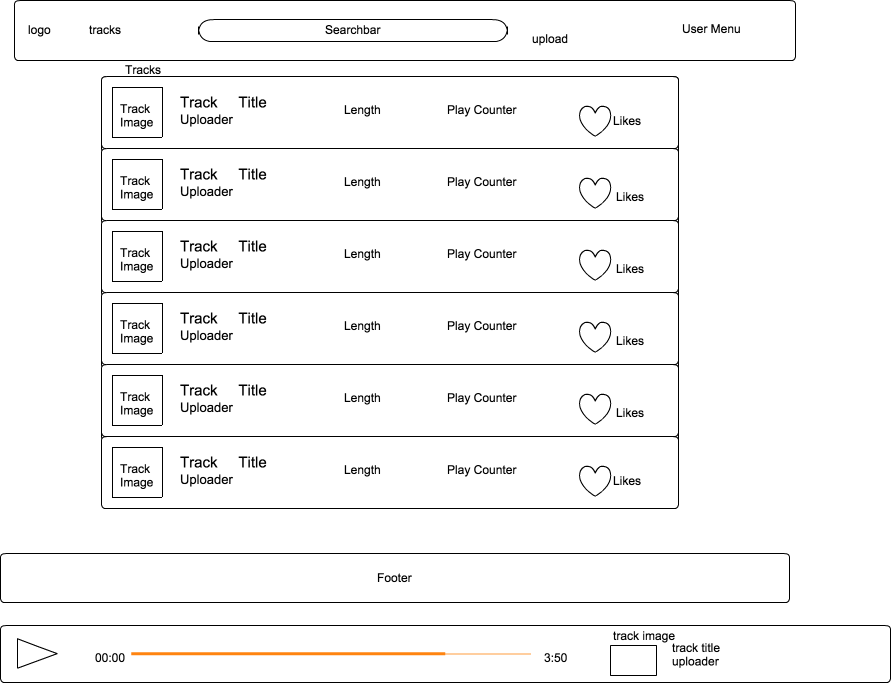 logo tracks Searchbar upload User Menu
Tracks
Track Title
Track Image
Uploader
Length Play Counter Likes
Track Title
Track Image
Uploader
Length Play Counter Likes
Track Title
Track Image
Uploader
Length Play Counter Likes
Track Title
Track Image
Uploader
Length Play Counter Likes
Track Title
Track Image
Uploader
Length Play Counter Likes
Track Title
Track Image
Uploader
Length Play Counter Likes
Footer
00:00 3:50
track image
track title
uploader